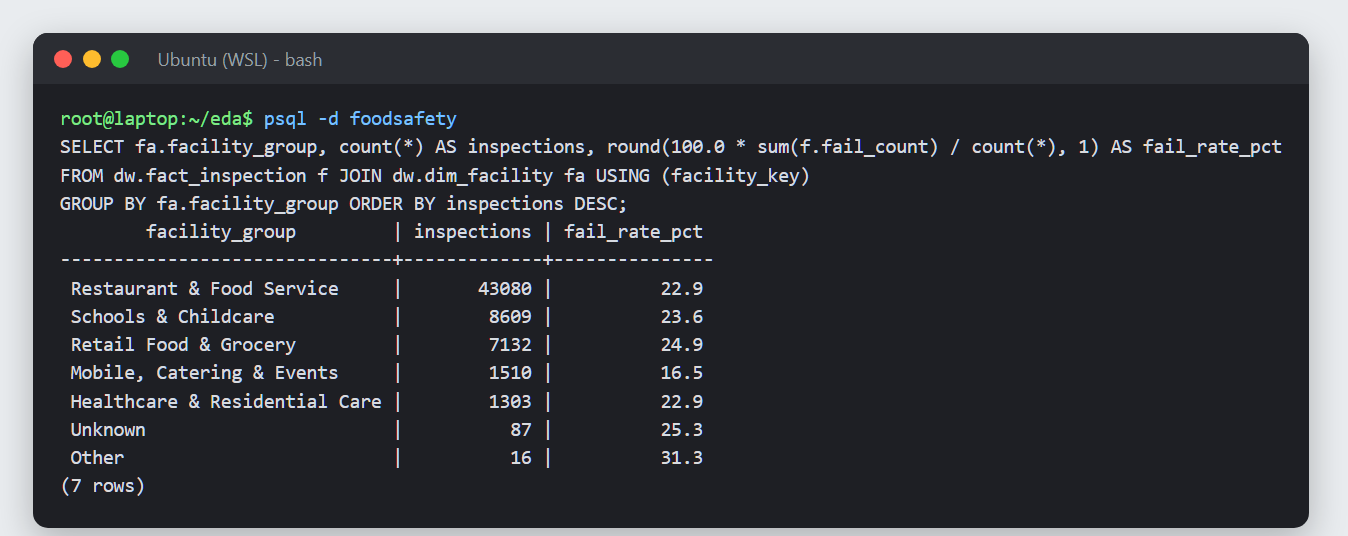 Ubuntu (WSL) - bash
root@laptop:~/eda$ psql -d foodsafety
SELECT fa.facility_group, count(*) AS inspections, round(100.0 * sum(f.fail_count) / count(*), 1) AS fail_rate_pct
FROM dw.fact_inspection f JOIN dw.dim_facility fa USING (facility_key)
GROUP BY fa.facility_group ORDER BY inspections DESC;
        facility_group         | inspections | fail_rate_pct
-------------------------------+-------------+---------------
 Restaurant & Food Service     |       43080 |          22.9
 Schools & Childcare           |        8609 |          23.6
 Retail Food & Grocery         |        7132 |          24.9
 Mobile, Catering & Events     |        1510 |          16.5
 Healthcare & Residential Care |        1303 |          22.9
 Unknown                       |          87 |          25.3
 Other                         |          16 |          31.3
(7 rows)